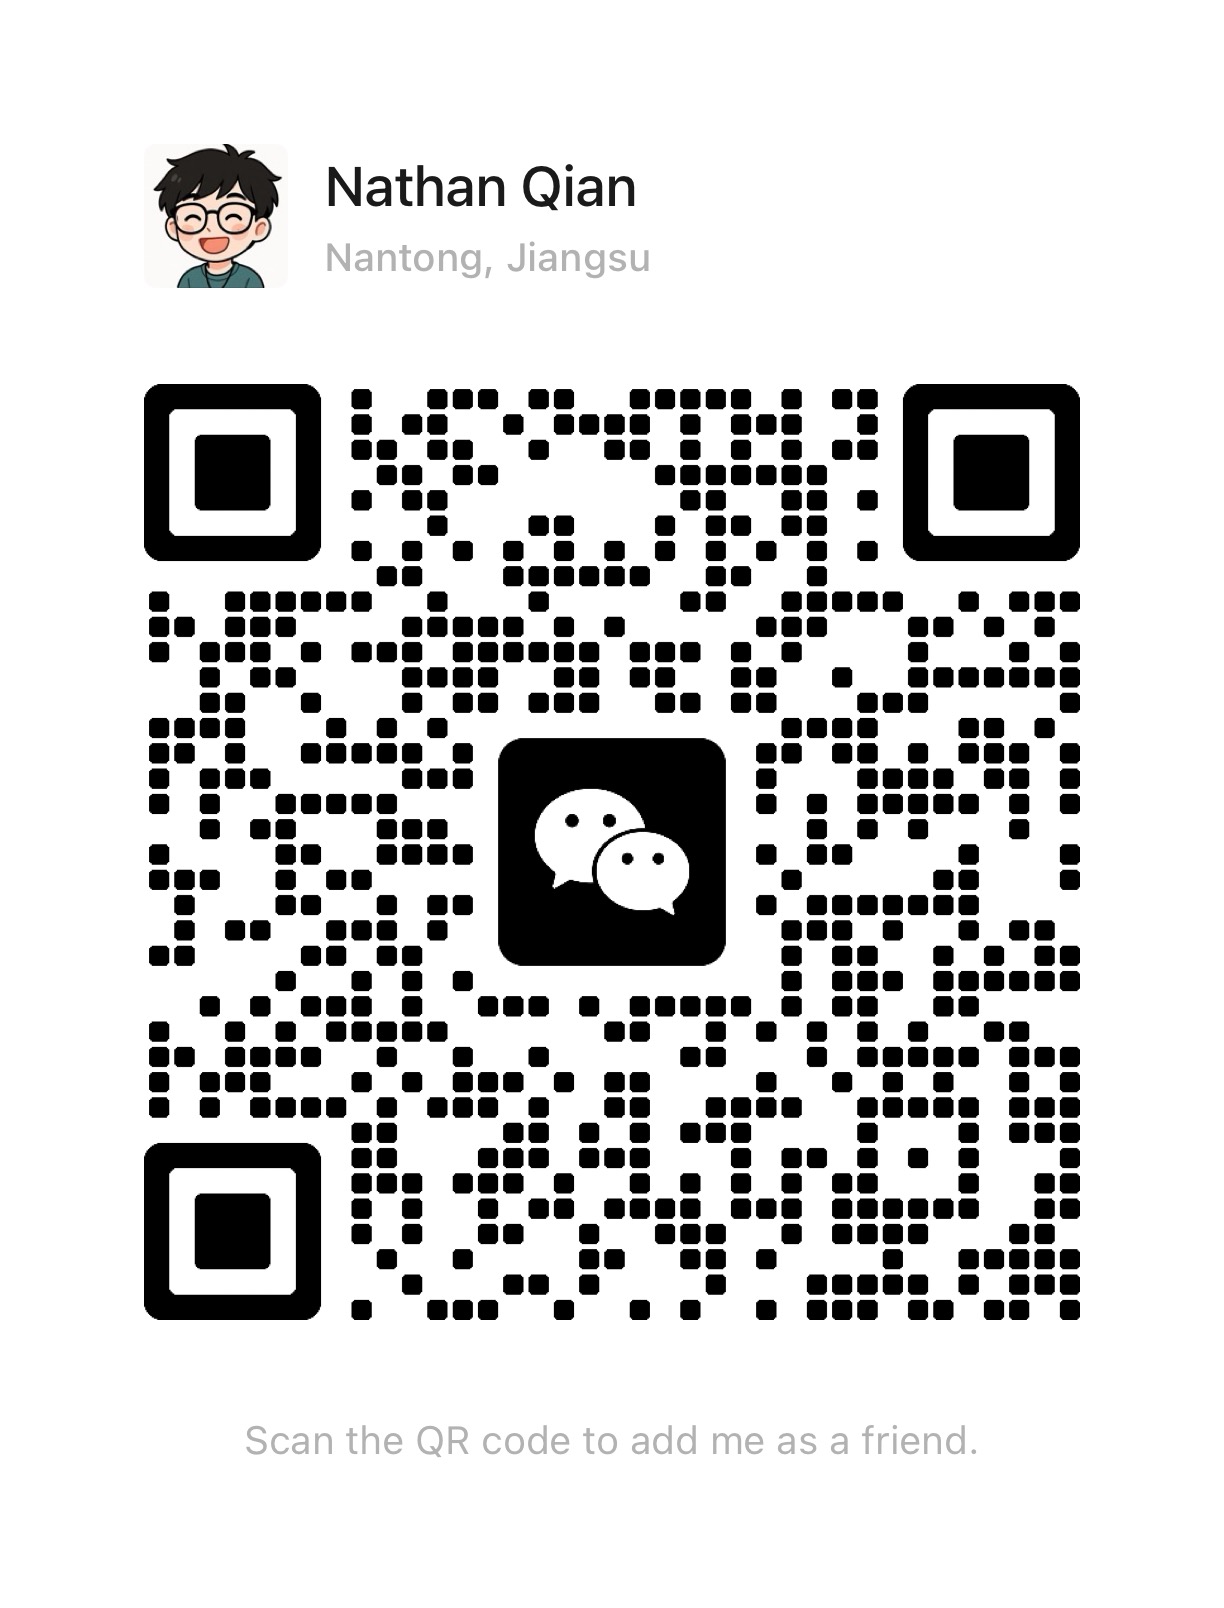 Nathan Qian
Nantong, Jiangsu
Scan the QR code to add me as a friend.